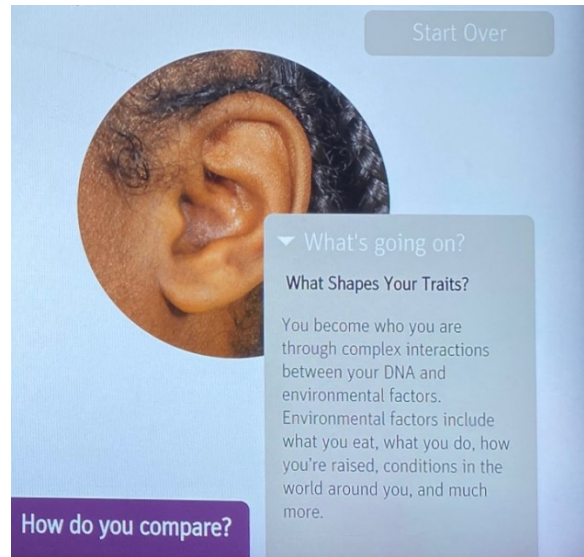 Start Over
What's going on?
What Shapes Your Traits?
You become who you are
through complex interactions
between your DNA and
environmental factors.
Environmental factors include
what you eat, what you do, how
you're raised, conditions in the
world around you, and much
more.
How do you compare?